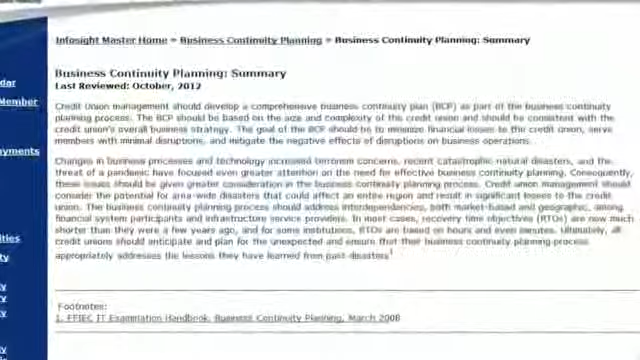 Infosight Master Home > Business Continuity Planning > Business Continuity Planning: Summary
Business Continuity Planning: Summary
Last Reviewed: October, 2012
dar
Member
Credit Union management should develop a comprehensive business continuity plan (BCP) as part of the business continuity
planning process. The BCP should be based on the size and complexity of the credit union and should be consistent with the
credit union's overall business strategy. The goal of the BCP should be to minimize financial losses to the credit union, serve
members with minimal disruptions, and mitigate the negative effects of disruptions on business operations.
yments
Changes in business processes and technology increased terrorism concerns, recent catastrophic natural disasters, and the
threat of a pandemic have focused even greater attention on the need for effective business continuity planning. Consequently,
these issues should be given greater consideration in the business continuity planning process. Credit union management should
consider the potential for area-wide disasters that could affect an entire region and result in significant losses to the credit
union. The business continuity planning process should address interdependencies, both market-based and geographic, among
financial system participants and infrastructure service providers. In most cases, recovery time objectives (RTOs) are now much
shorter than they were a few years ago, and for some institutions, RTOs are based on hours and even minutes. Ultimately, all
credit unions should anticipate and plan for the unexpected and ensure that their business continuity planning process
appropriately addresses the lessons they have learned from past disasters1
ities
ty
Footnotes:
1. FFIEC IT Examination Handbook, Business Continuity Planning, March 2008